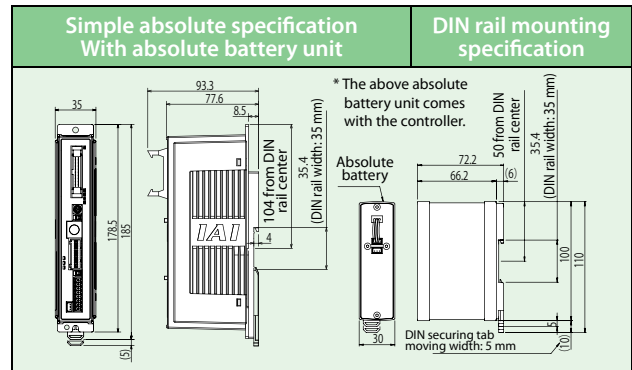 Simple absolute specification
With absolute battery unit
DIN rail mounting
specification
35
178.5
185
(5)
93.3
77.6
8.5
104 from DIN
rail center
35.4
(DIN rail width: 35 mm)
4
IAI
* The above absolute
battery unit comes
with the controller.
Absolute
battery
30
72.2
66.2
(6)
50 from DIN
rail center
35.4
(DIN rail width: 35 mm)
100
110
5
(10)
DIN securing tab
moving width: 5 mm